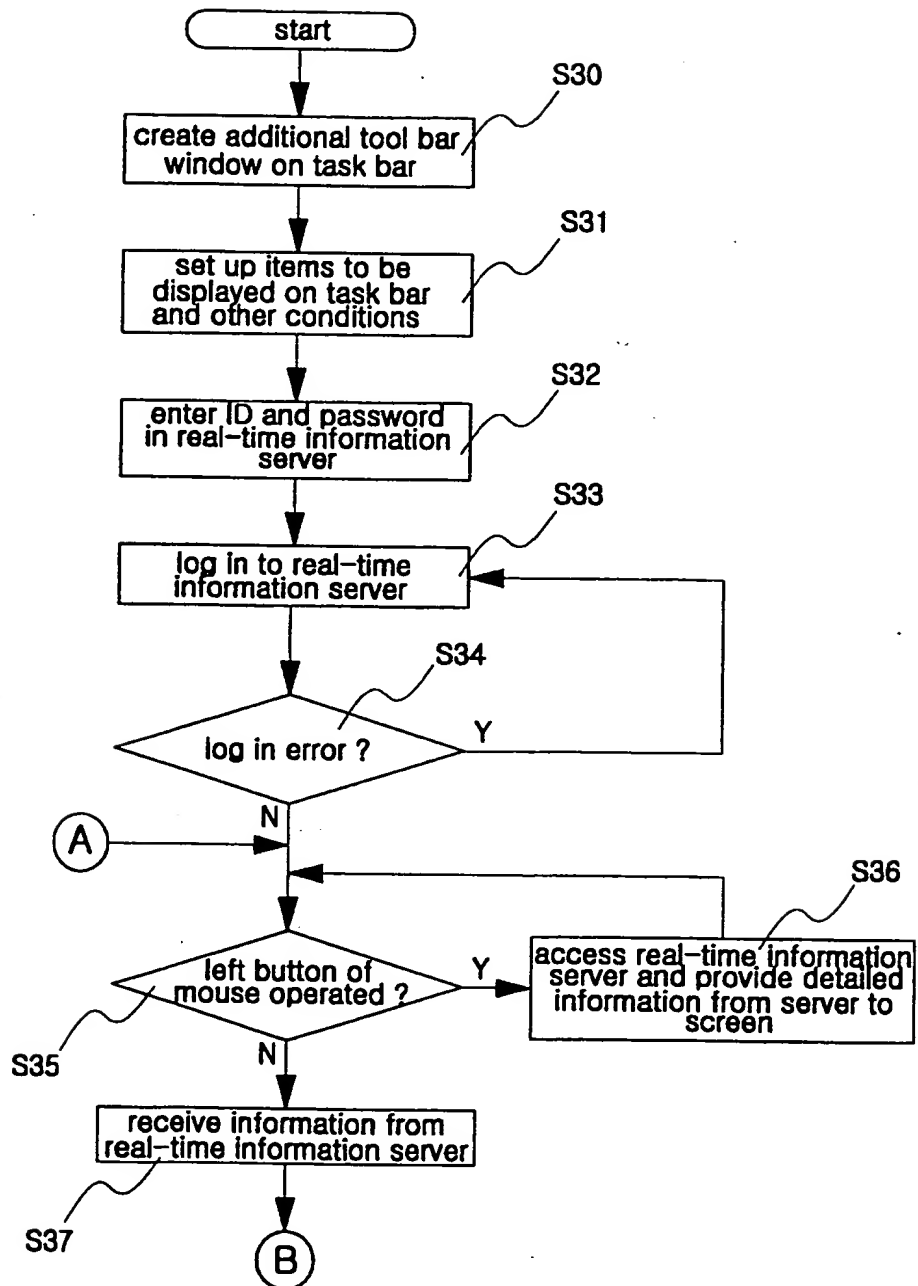 start
S30
create additional tool bar
window on task bar
S31
set up items to be
displayed on task bar
and other conditions
S32
enter ID and password
in real-time information
server
S33
log in to real-time
information server
S34
log in error ?
Y
N
A
S36
left button of
mouse operated ?
Y
access real-time information
server and provide detailed
information from server to
screen
S35
N
receive information from
real-time information server
S37
B